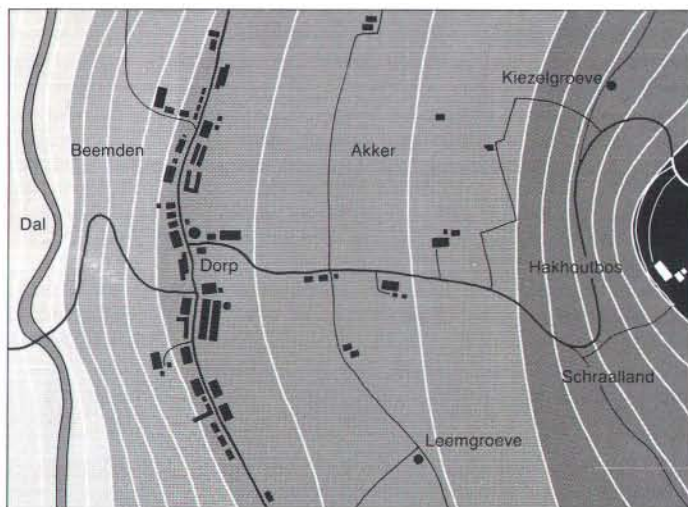 Kiezelgroeve
Beemden
Akker
Dal
Dorp
Hakhoutbos
Schraalland
Leemgroeve